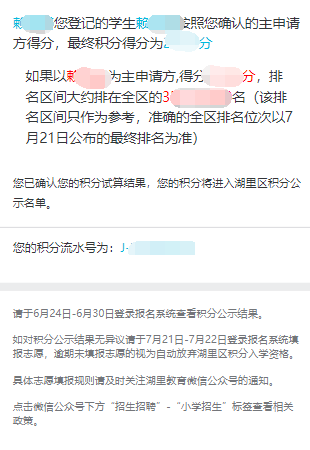 赖 您登记的学生赖 按照您确认的主申请
方得分，最终积分得分为 分
如果以赖 为主申请方,得分 分，排
名区间大约排在全区的3 名（该排
名区间只作为参考，准确的全区排名位次以7
月21日公布的最终排名为准）
您已确认您的积分试算结果，您的积分将进入湖里区积分公
示名单。
您的积分流水号为：J-
请于6月24日-6月30日登录报名系统查看积分公示结果。
如对积分公示结果无异议请于7月21日-7月22日登录报名系统填
报志愿，逾期未填报志愿的视为自动放弃湖里区积分入学资格。
具体志愿填报规则请及时关注湖里教育微信公众号的通知。
点击微信公众号下方“招生招聘”-“小学招生”标签查看相关
政策。